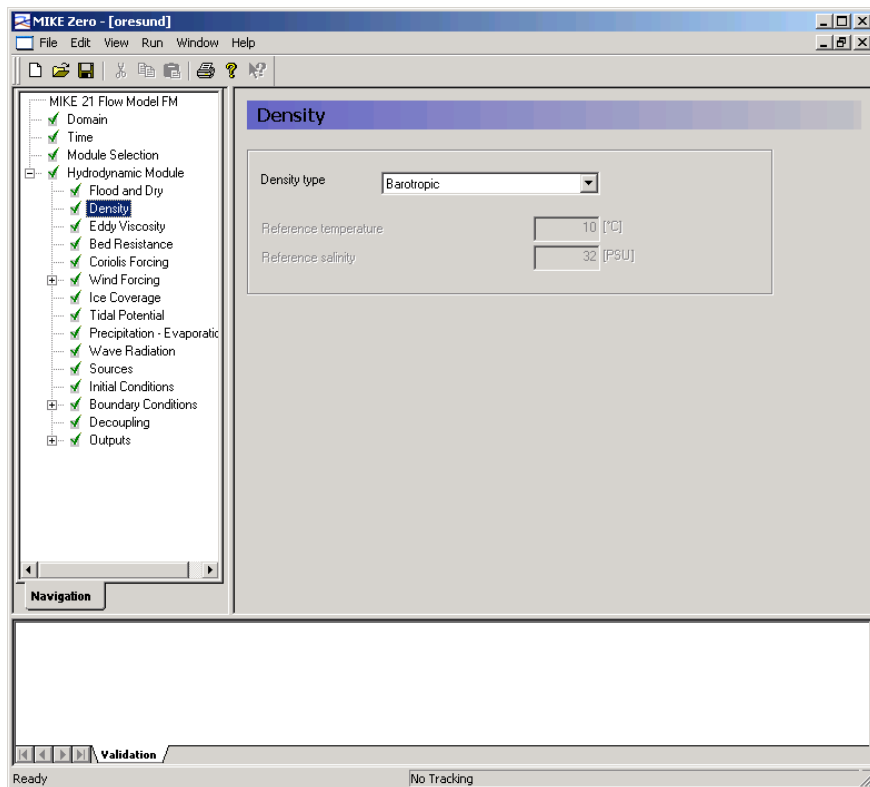 MIKE Zero - [oresund]
File Edit View Run Window Help
MIKE 21 Flow Model FM
Domain
Time
Module Selection
Hydrodynamic Module
Flood and Dry
Density
Eddy Viscosity
Bed Resistance
Coriolis Forcing
Wind Forcing
Ice Coverage
Tidal Potential
Precipitation - Evaporatic
Wave Radiation
Sources
Initial Conditions
Boundary Conditions
Decoupling
Outputs
Navigation
Density
Density type Barotropic
Reference temperature 10 [°C]
Reference salinity 32 [PSU]
Validation
Ready No Tracking